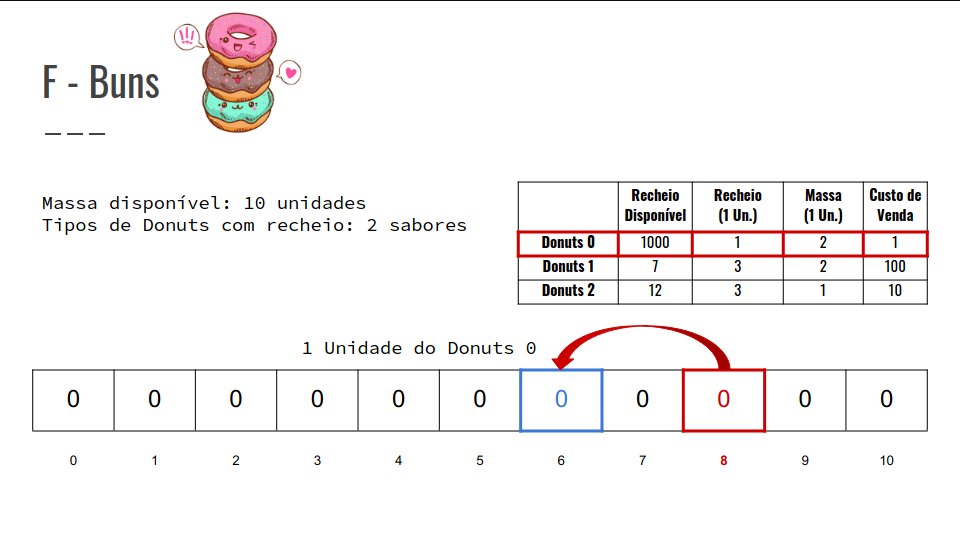 F - Buns
!!!
Massa disponível: 10 unidades
Tipos de Donuts com recheio: 2 sabores
Recheio Disponível Recheio (1 Un.) Massa (1 Un.) Custo de Venda
Donuts 0 1000 1 2 1
Donuts 1 7 3 2 100
Donuts 2 12 3 1 10
1 Unidade do Donuts 0
0 0 0 0 0 0 0 0 0 0 0
0 1 2 3 4 5 6 7 8 9 10